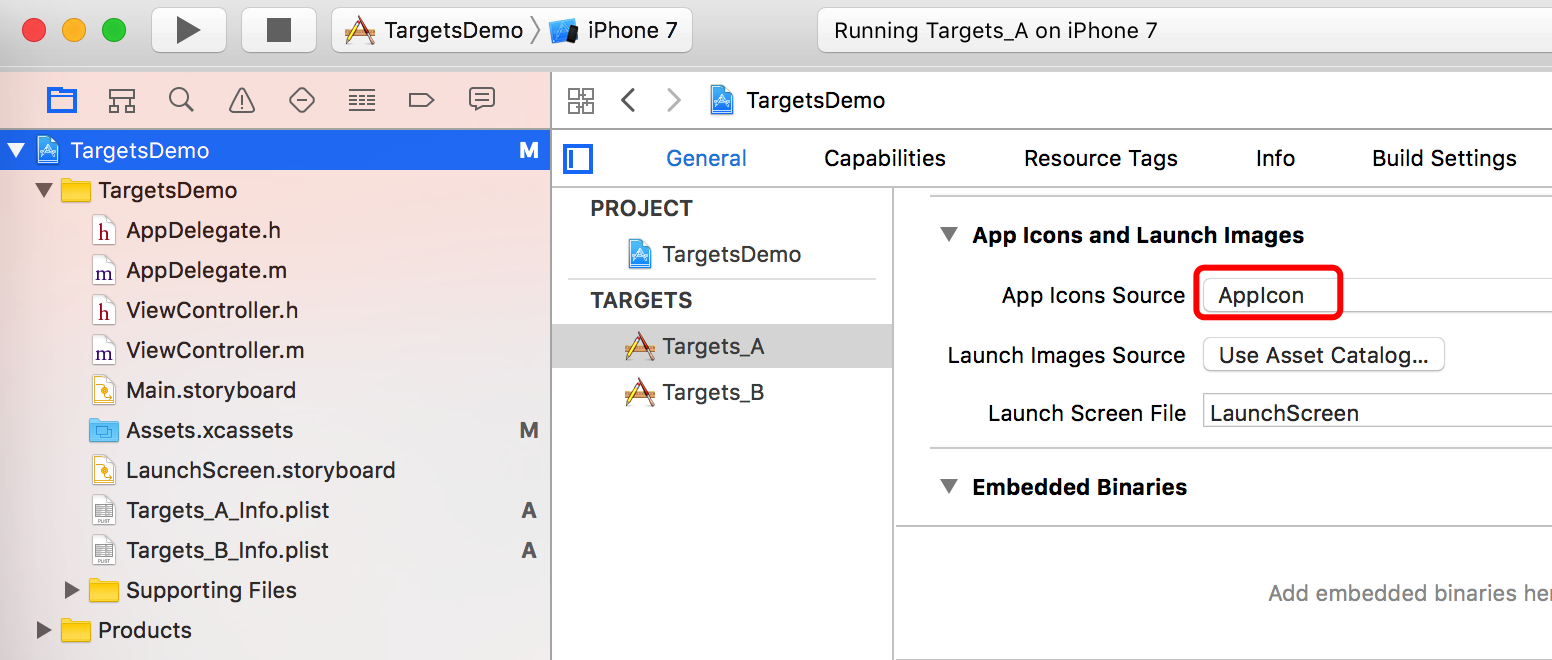 TargetsDemo iPhone 7 Running Targets_A on iPhone 7
TargetsDemo
TargetsDemo M
General Capabilities Resource Tags Info Build Settings
TargetsDemo
h AppDelegate.h
m AppDelegate.m
h ViewController.h
m ViewController.m
Main.storyboard
Assets.xcassets M
LaunchScreen.storyboard
PLIST Targets_A_Info.plist A
PLIST Targets_B_Info.plist A
Supporting Files
Products
PROJECT
TargetsDemo
TARGETS
Targets_A
Targets_B
App Icons and Launch Images
App Icons Source AppIcon
Launch Images Source Use Asset Catalog...
Launch Screen File LaunchScreen
Embedded Binaries
Add embedded binaries her